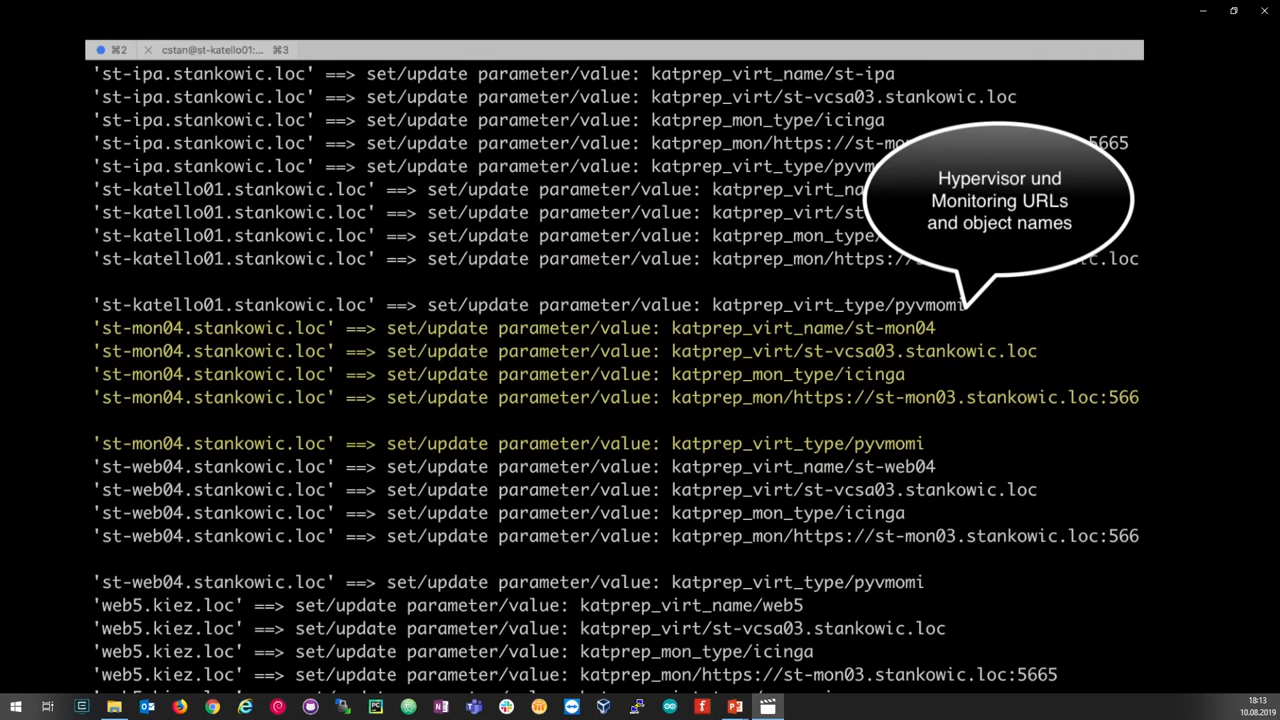 ⌘2 × cstan@st-katello01:... ⌘3
'st-ipa.stankowic.loc' ==> set/update parameter/value: katprep_virt_name/st-ipa
'st-ipa.stankowic.loc' ==> set/update parameter/value: katprep_virt/st-vcsa03.stankowic.loc
'st-ipa.stankowic.loc' ==> set/update parameter/value: katprep_mon_type/icinga
'st-ipa.stankowic.loc' ==> set/update parameter/value: katprep_mon/https://st-mo 5665
'st-ipa.stankowic.loc' ==> set/update parameter/value: katprep_virt_type/pyvm
'st-katello01.stankowic.loc' ==> set/update parameter/value: katprep_virt_na
'st-katello01.stankowic.loc' ==> set/update parameter/value: katprep_virt/st
'st-katello01.stankowic.loc' ==> set/update parameter/value: katprep_mon_type/
'st-katello01.stankowic.loc' ==> set/update parameter/value: katprep_mon/https:/ c.loc
Hypervisor und
Monitoring URLs
and object names
'st-katello01.stankowic.loc' ==> set/update parameter/value: katprep_virt_type/pyvmomi
'st-mon04.stankowic.loc' ==> set/update parameter/value: katprep_virt_name/st-mon04
'st-mon04.stankowic.loc' ==> set/update parameter/value: katprep_virt/st-vcsa03.stankowic.loc
'st-mon04.stankowic.loc' ==> set/update parameter/value: katprep_mon_type/icinga
'st-mon04.stankowic.loc' ==> set/update parameter/value: katprep_mon/https://st-mon03.stankowic.loc:566
'st-mon04.stankowic.loc' ==> set/update parameter/value: katprep_virt_type/pyvmomi
'st-web04.stankowic.loc' ==> set/update parameter/value: katprep_virt_name/st-web04
'st-web04.stankowic.loc' ==> set/update parameter/value: katprep_virt/st-vcsa03.stankowic.loc
'st-web04.stankowic.loc' ==> set/update parameter/value: katprep_mon_type/icinga
'st-web04.stankowic.loc' ==> set/update parameter/value: katprep_mon/https://st-mon03.stankowic.loc:566
'st-web04.stankowic.loc' ==> set/update parameter/value: katprep_virt_type/pyvmomi
'web5.kiez.loc' ==> set/update parameter/value: katprep_virt_name/web5
'web5.kiez.loc' ==> set/update parameter/value: katprep_virt/st-vcsa03.stankowic.loc
'web5.kiez.loc' ==> set/update parameter/value: katprep_mon_type/icinga
'web5.kiez.loc' ==> set/update parameter/value: katprep_mon/https://st-mon03.stankowic.loc:5665
18:13
10.08.2019